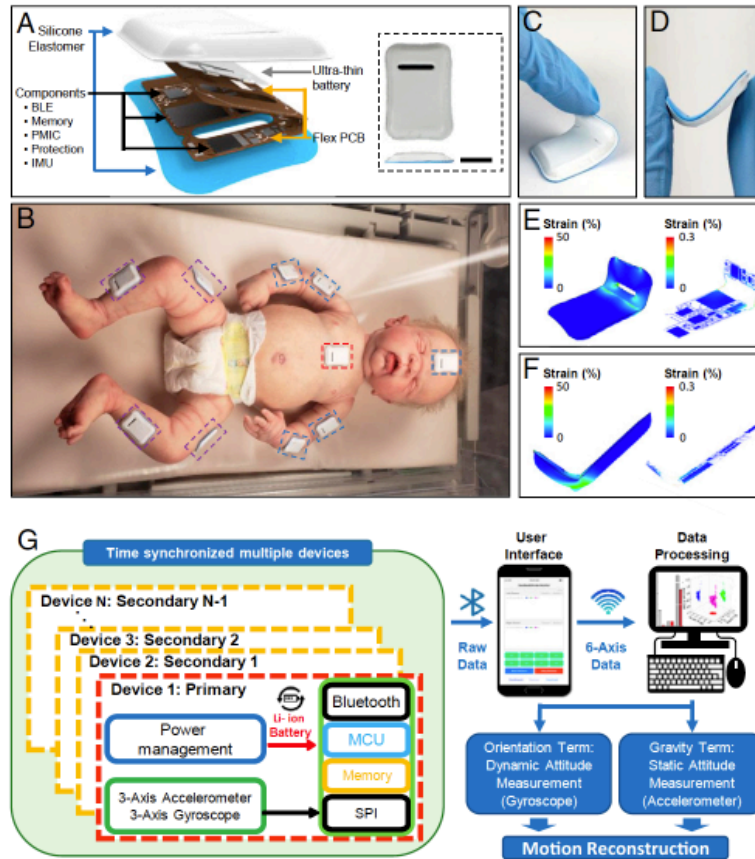 A
Silicone
Elastomer
Ultra-thin
battery
Components
• BLE
• Memory
• PMIC
• Protection
• IMU
Flex PCB
C
D
B
E
Strain (%)
50
0
Strain (%)
0.3
0
F
Strain (%)
50
0
Strain (%)
0.3
0
G
Time synchronized multiple devices
Device N: Secondary N-1
Device 3: Secondary 2
Device 2: Secondary 1
Device 1: Primary
Power
management
Li- ion
Battery
3-Axis Accelerometer
3-Axis Gyroscope
Bluetooth
MCU
Memory
SPI
Raw
Data
User
Interface
6-Axis
Data
Data
Processing
Orientation Term:
Dynamic Attitude
Measurement
(Gyroscope)
Gravity Term:
Static Attitude
Measurement
(Accelerometer)
Motion Reconstruction